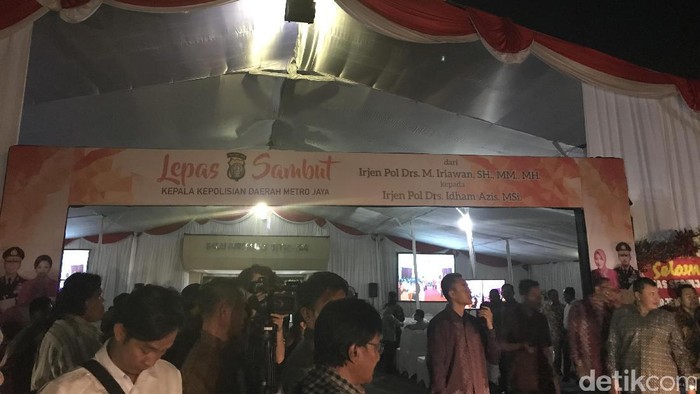 Lepas Sambut
KEPALA KEPOLISIAN DAERAH METRO JAYA
dari
Irjen Pol Drs. M. Iriawan, SH., MM., MH.
kepada
Irjen Pol Drs. Idham Azis, MSi
detikcom